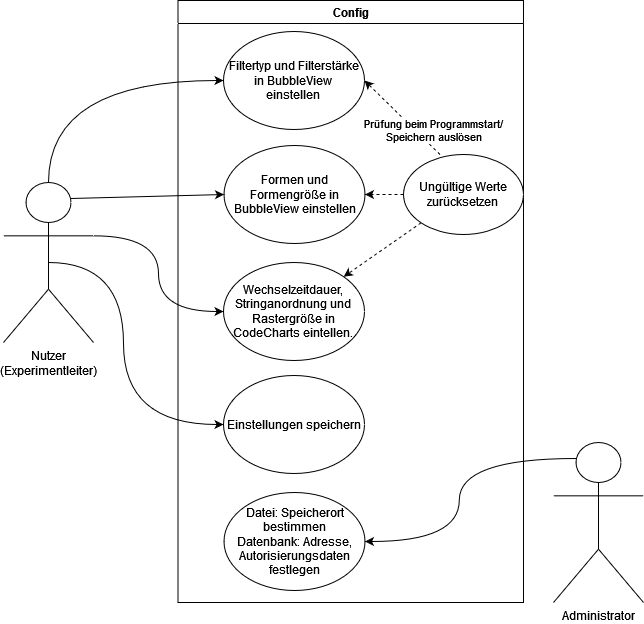 Config
Filtertyp und Filterstärke
in BubbleView
einstellen
Prüfung beim Programmstart/
Speichern auslösen
Formen und
Formengröße in
BubbleView einstellen
Ungültige Werte
zurücksetzen
Wechselzeitdauer,
Stringanordnung und
Rastergröße in
CodeCharts eintellen.
Nutzer
(Experimentleiter)
Einstellungen speichern
Datei: Speicherort
bestimmen
Datenbank: Adresse,
Autorisierungsdaten
festlegen
Administrator